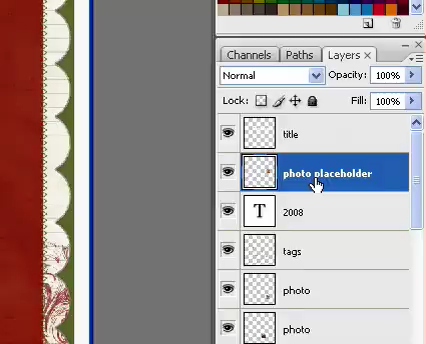 Channels Paths Layers ×
Normal Opacity: 100%
Lock: Fill: 100%
title
photo placeholder
T 2008
tags
photo
photo